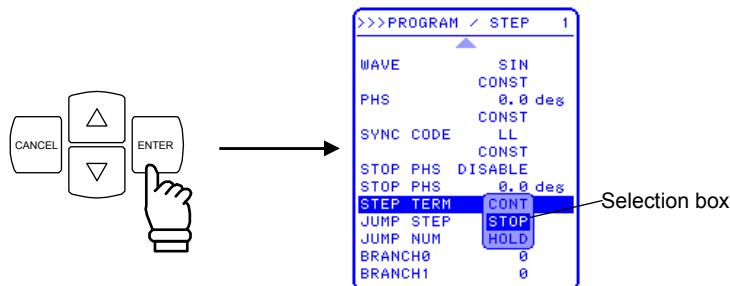 >>>PROGRAM / STEP 1
WAVE SIN
CONST
PHS 0.0 deg
CONST
SYNC CODE LL
CONST
STOP PHS DISABLE
STOP PHS 0.0 deg
STEP TERM CONT
JUMP STEP STOP
JUMP NUM HOLD
BRANCH0 0
BRANCH1 0
CANCEL
ENTER
Selection box